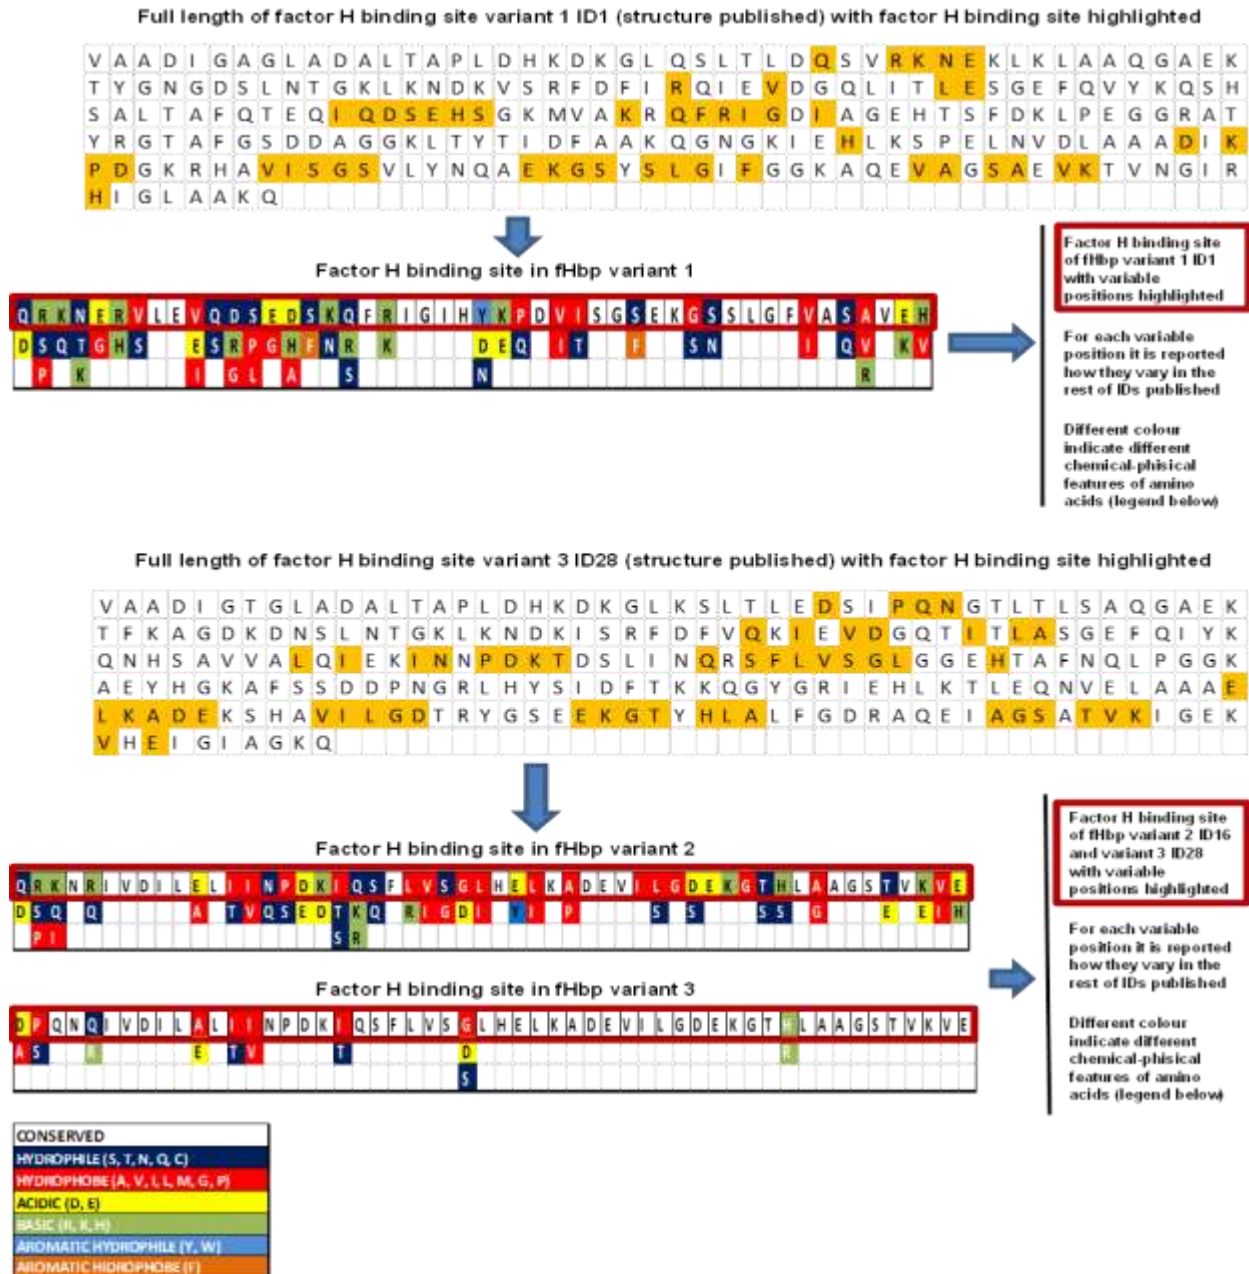 Full length of factor H binding site variant 1 ID1 (structure published) with factor H binding site highlighted
V A A D I G A G L A D A L T A P L D H K D K G L Q S L T L D Q S V R K N E K L K L A A Q G A E K
T Y G N G D S L N T G K L K N D K V S R F D F I R Q I E V D G Q L I T L E S G E F Q V Y K Q S H
S A L T A F Q T E Q I Q D S E H S G K M V A K R Q F R I G D I A G E H T S F D K L P E G G R A T
Y R G T A F G S D D A G G K L T Y T I D F A A K Q G N G K I E H L K S P E L N V D L A A A D I K
P D G K R H A V I S G S V L Y N Q A E K G S Y S L G I F G G K A Q E V A G S A E V K T V N G I R
H I G L A A K Q
Factor H binding site in fHbp variant 1
Q R K N E R V L E V Q D S E D S K Q F R I G I H Y K P D V I S G S E K G S S L G F V A S A V E H
D S Q T G H S E S R P G H F N R K D E Q I T F S N I Q V K V
P K I G L A S N R
Factor H binding site
of fHbp variant 1 ID1
with variable
positions highlighted
For each variable
position it is reported
how they vary in the
rest of IDs published
Different colour
indicate different
chemical-phisical
features of amino
acids (legend below)
Full length of factor H binding site variant 3 ID28 (structure published) with factor H binding site highlighted
V A A D I G T G L A D A L T A P L D H K D K G L K S L T L E D S I P Q N G T L T L S A Q G A E K
T F K A G D K D N S L N T G K L K N D K I S R F D F V Q K I E V D G Q T I T L A S G E F Q I Y K
Q N H S A V V A L Q I E K I N N P D K T D S L I N Q R S F L V S G L G G E H T A F N Q L P G G K
A E Y H G K A F S S D D P N G R L H Y S I D F T K K Q G Y G R I E H L K T L E Q N V E L A A A E
L K A D E K S H A V I L G D T R Y G S E E K G T Y H L A L F G D R A Q E I A G S A T V K I G E K
V H E I G I A G K Q
Factor H binding site in fHbp variant 2
Q R K N R I V D I L E L I I N P D K I Q S F L V S G L H E L K A D E V I L G D E K G T H L A A G S T V K V E
D S Q Q A T V Q S E D T K Q R I G D I Y I P S S S S G E E I H
P I S R
Factor H binding site in fHbp variant 3
D P Q N Q I V D I L A L I I N P D K I Q S F L V S G L H E L K A D E V I L G D E K G T H L A A G S T V K V E
A S R E T V T D R
S
Factor H binding site
of fHbp variant 2 ID16
and variant 3 ID28
with variable
positions highlighted
For each variable
position it is reported
how they vary in the
rest of IDs published
Different colour
indicate different
chemical-phisical
features of amino
acids (legend below)
CONSERVED
HYDROPHILE (S, T, N, Q, C)
HYDROPHOBE (A, V, I, L, M, G, P)
ACIDIC (D, E)
BASIC (R, K, H)
AROMATIC HYDROPHILE (Y, W)
AROMATIC HIDROPHOBE (F)